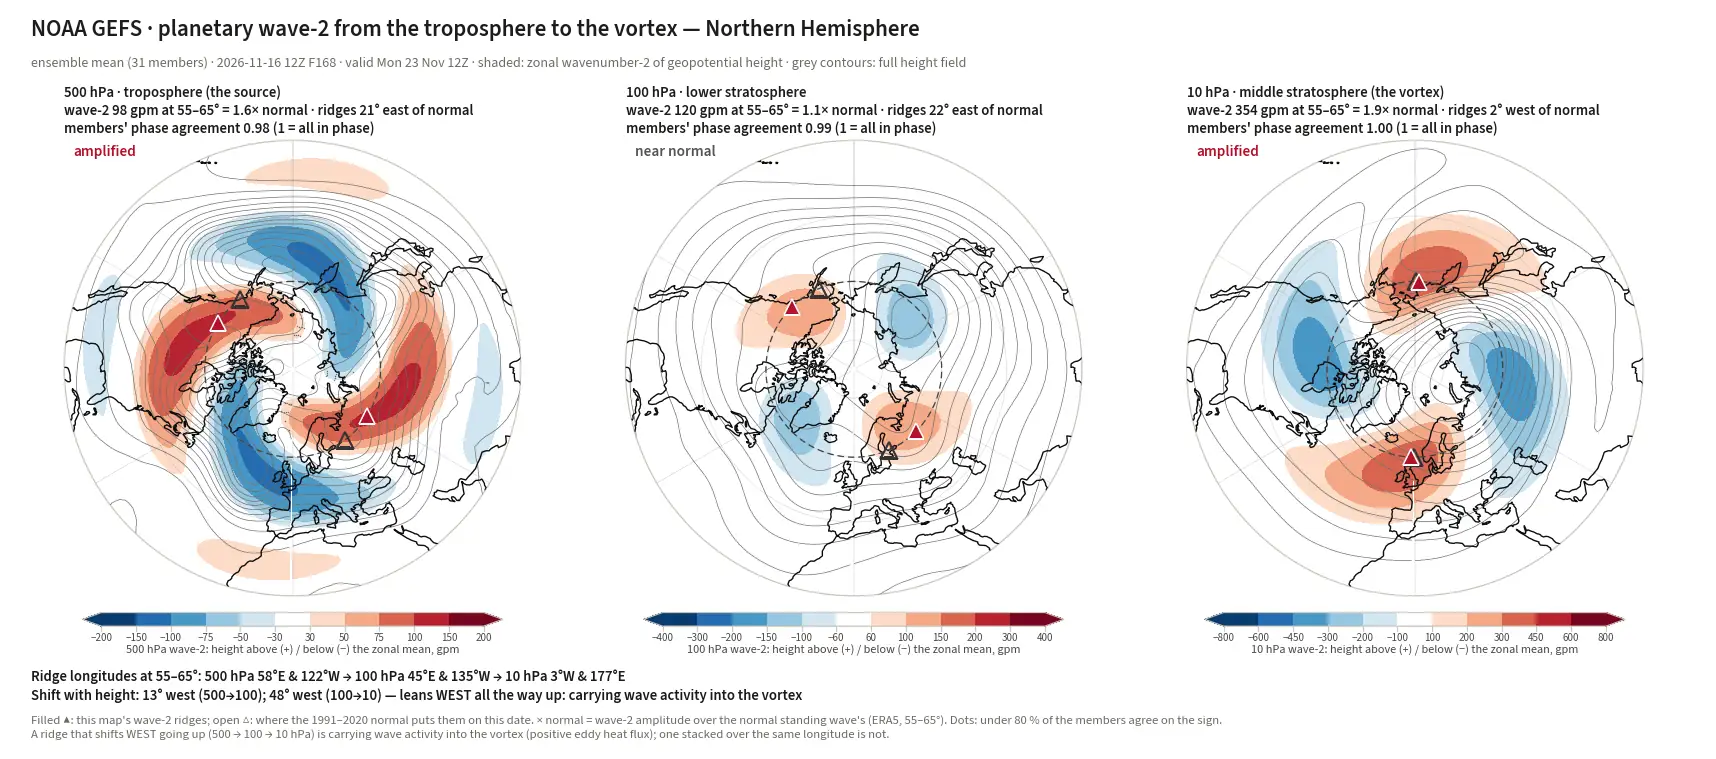 NOAA GEFS · planetary wave-2 from the troposphere to the vortex — Northern Hemisphere
ensemble mean (31 members) · 2026-11-16 12Z F168 · valid Mon 23 Nov 12Z · shaded: zonal wavenumber-2 of geopotential height · grey contours: full height field
500 hPa · troposphere (the source)
wave-2 98 gpm at 55–65° = 1.6× normal · ridges 21° east of normal
members' phase agreement 0.98 (1 = all in phase)
amplified
100 hPa · lower stratosphere
wave-2 120 gpm at 55–65° = 1.1× normal · ridges 22° east of normal
members' phase agreement 0.99 (1 = all in phase)
near normal
10 hPa · middle stratosphere (the vortex)
wave-2 354 gpm at 55–65° = 1.9× normal · ridges 2° west of normal
members' phase agreement 1.00 (1 = all in phase)
amplified
−200 −150 −100 −75 −50 −30 30 50 75 100 150 200
500 hPa wave-2: height above (+) / below (−) the zonal mean, gpm
−400 −300 −200 −150 −100 −60 60 100 150 200 300 400
100 hPa wave-2: height above (+) / below (−) the zonal mean, gpm
−800 −600 −450 −300 −200 −100 100 200 300 450 600 800
10 hPa wave-2: height above (+) / below (−) the zonal mean, gpm
Ridge longitudes at 55–65°: 500 hPa 58°E & 122°W → 100 hPa 45°E & 135°W → 10 hPa 3°W & 177°E
Shift with height: 13° west (500→100); 48° west (100→10) — leans WEST all the way up: carrying wave activity into the vortex
Filled ▲: this map's wave-2 ridges; open △: where the 1991–2020 normal puts them on this date. × normal = wave-2 amplitude over the normal standing wave's (ERA5, 55–65°). Dots: under 80 % of the members agree on the sign.
A ridge that shifts WEST going up (500 → 100 → 10 hPa) is carrying wave activity into the vortex (positive eddy heat flux); one stacked over the same longitude is not.